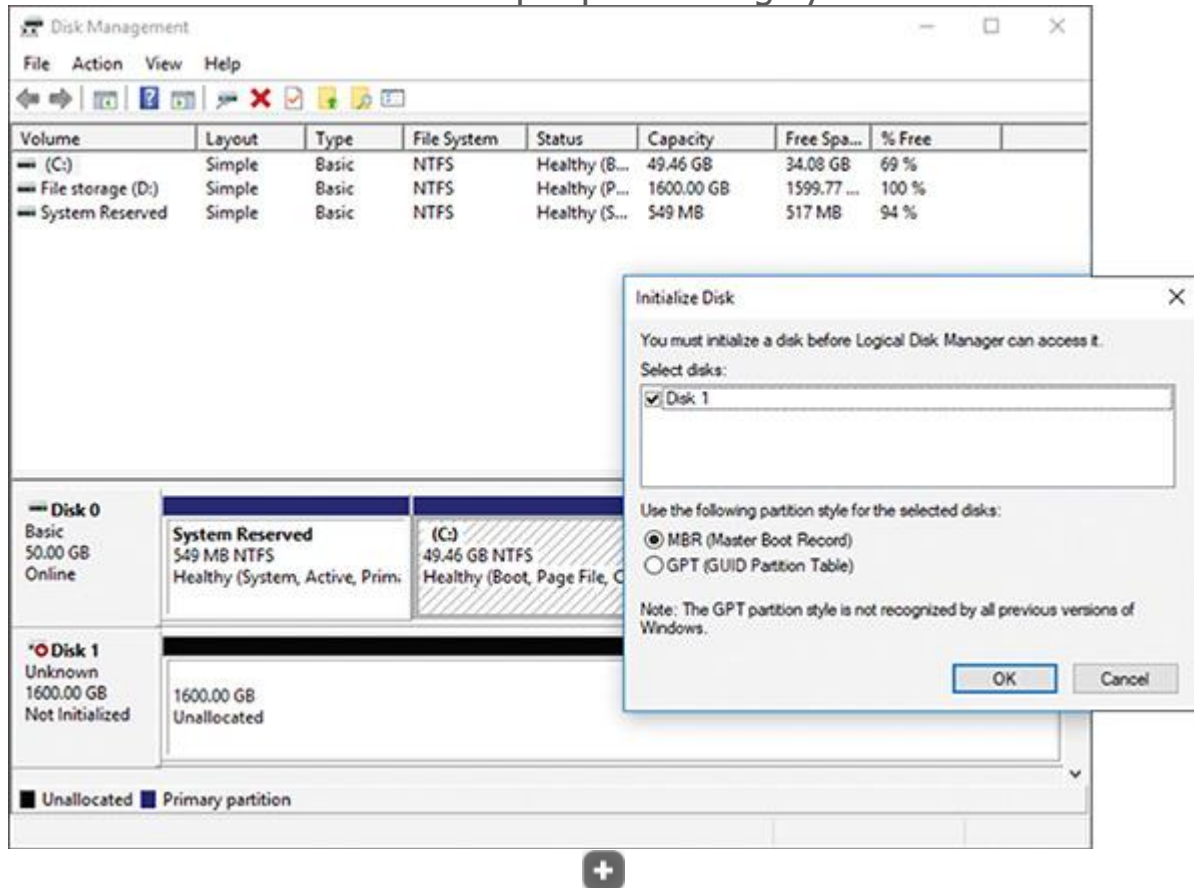 Disk Management
File Action View Help
Volume Layout Type File System Status Capacity Free Spa... % Free
(C:) Simple Basic NTFS Healthy (B... 49.46 GB 34.08 GB 69 %
File storage (D:) Simple Basic NTFS Healthy (P... 1600.00 GB 1599.77 ... 100 %
System Reserved Simple Basic NTFS Healthy (S... 549 MB 517 MB 94 %
Initialize Disk
You must initialize a disk before Logical Disk Manager can access it.
Select disks:
Disk 1
Use the following partition style for the selected disks:
MBR (Master Boot Record)
GPT (GUID Partition Table)
Note: The GPT partition style is not recognized by all previous versions of
Windows.
OK Cancel
Disk 0
Basic
50.00 GB
Online
System Reserved
549 MB NTFS
Healthy (System, Active, Prima
(C:)
49.46 GB NTFS
Healthy (Boot, Page File, C
Disk 1
Unknown
1600.00 GB
Not Initialized
1600.00 GB
Unallocated
Unallocated Primary partition